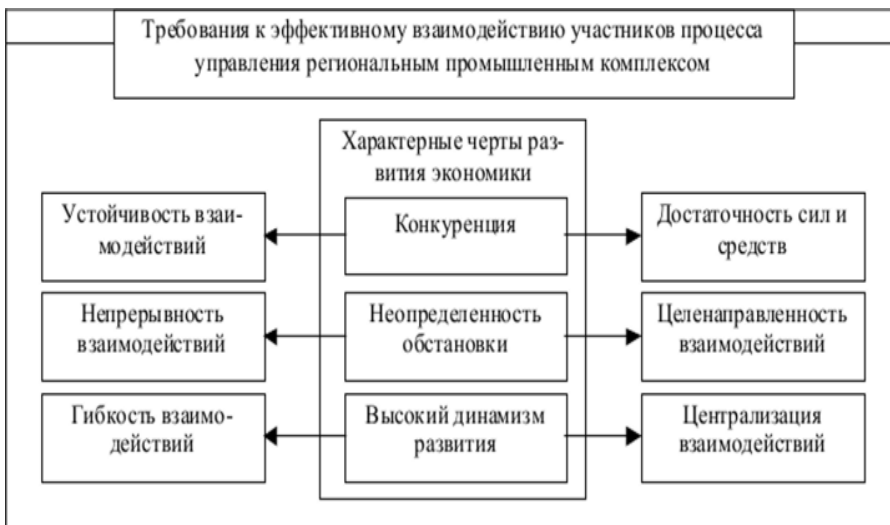 Требования к эффективному взаимодействию участников процесса
управления региональным промышленным комплексом
Характерные черты раз-
вития экономики
Устойчивость взаи-
модействий
Конкуренция
Достаточность сил и
средств
Непрерывность
взаимодействий
Неопределенность
обстановки
Целенаправленность
взаимодействий
Гибкость взаимо-
действий
Высокий динамизм
развития
Централизация
взаимодействий